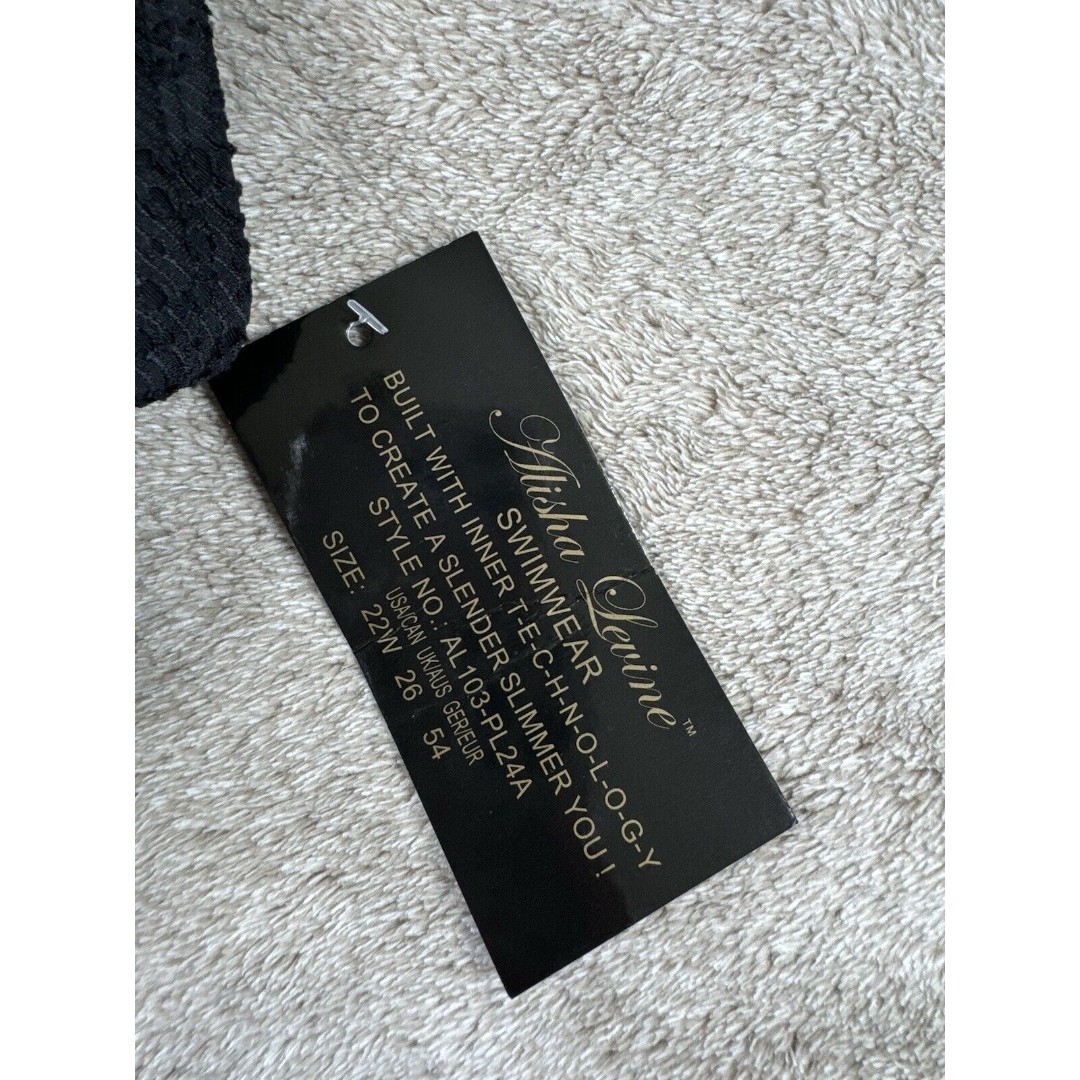 Alisha Levine™
SWIMWEAR
BUILT WITH INNER T-E-C-H-N-O-L-O-G-Y
TO CREATE A SLENDER SLIMMER YOU !
STYLE NO.: AL103-PL24A
USA/CAN UK/AUS GER/EUR
SIZE: 22W 26 54